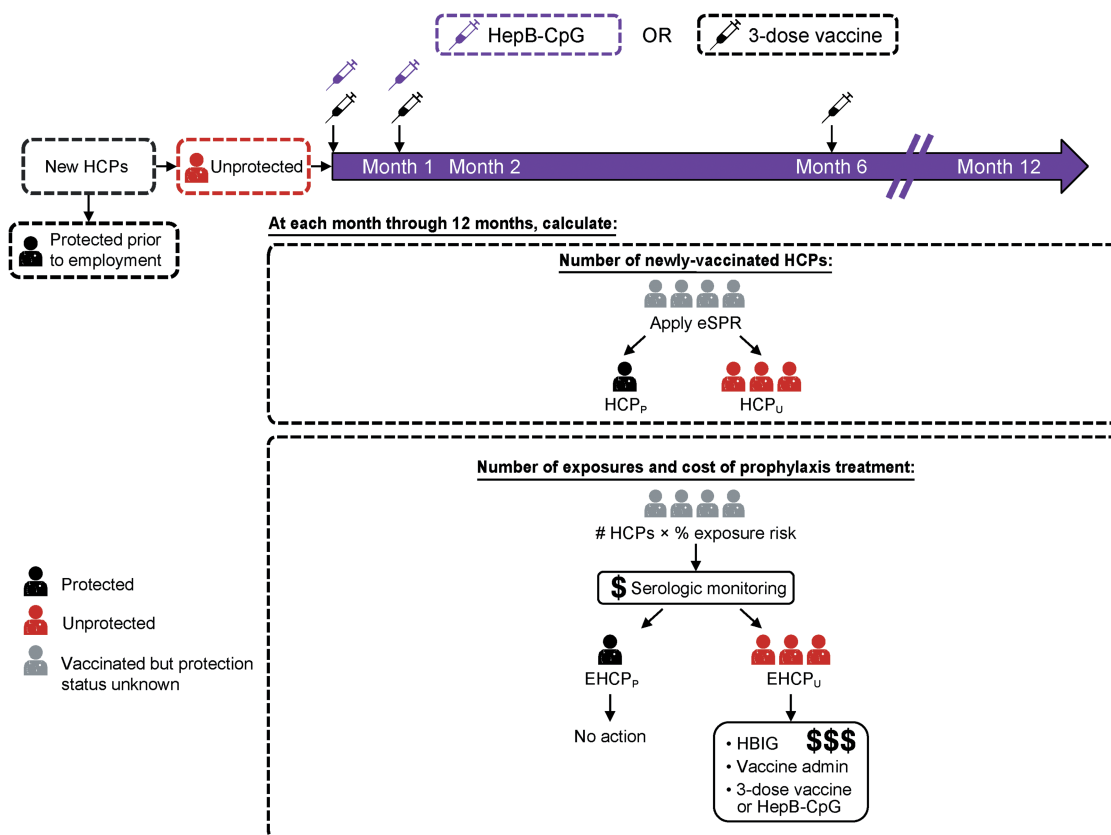 HepB-CpG OR 3-dose vaccine
New HCPs
Unprotected
Month 1 Month 2 Month 6 Month 12
Protected prior
to employment
At each month through 12 months, calculate:
Number of newly-vaccinated HCPs:
Apply eSPR
HCPP HCPU
Number of exposures and cost of prophylaxis treatment:
# HCPs × % exposure risk
$ Serologic monitoring
EHCPP EHCPU
No action
• HBIG $$$
• Vaccine admin
• 3-dose vaccine
or HepB-CpG
Protected
Unprotected
Vaccinated but protection
status unknown